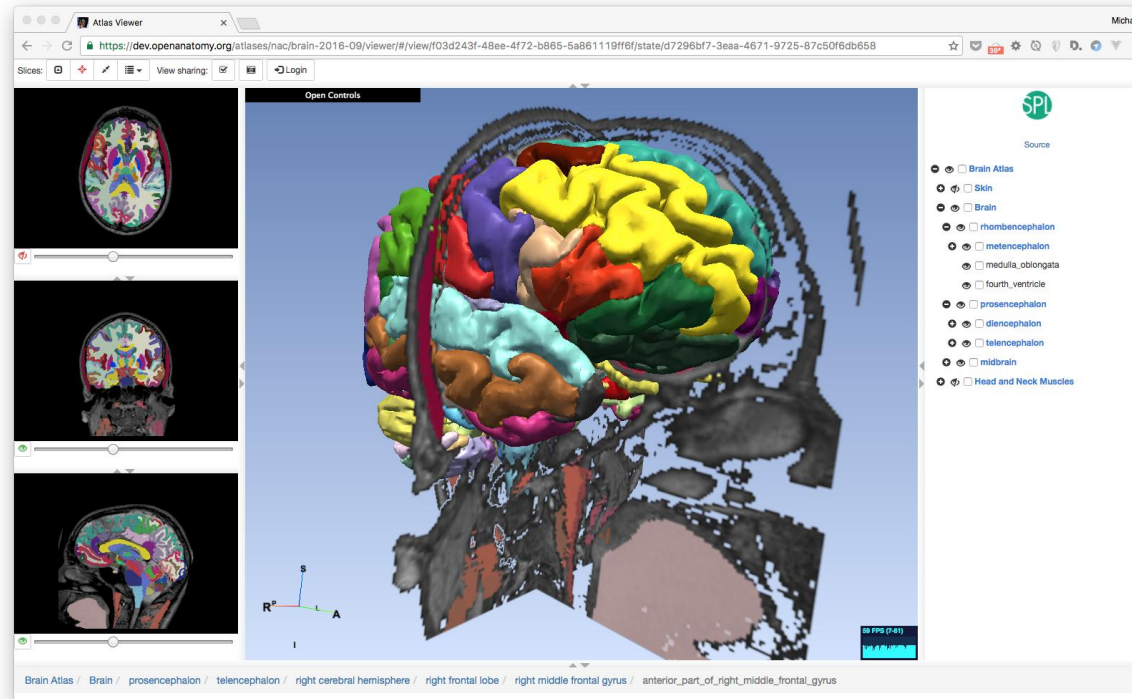 Atlas Viewer
Micha
https://dev.openanatomy.org/atlases/nac/brain-2016-09/viewer/#/view/f03d243f-48ee-4f72-b865-5a861119ff6f/state/d7296bf7-3eaa-4671-9725-87c50f6db658
30°
D.
Slices:
View sharing:
Login
Open Controls
SPL
Source
Brain Atlas
Skin
Brain
rhombencephalon
metencephalon
medulla_oblongata
fourth_ventricle
prosencephalon
diencephalon
telencephalon
midbrain
Head and Neck Muscles
S
R P L A
I
59 FPS (7-61)
Brain Atlas / Brain / prosencephalon / telencephalon / right cerebral hemisphere / right frontal lobe / right middle frontal gyrus / anterior_part_of_right_middle_frontal_gyrus